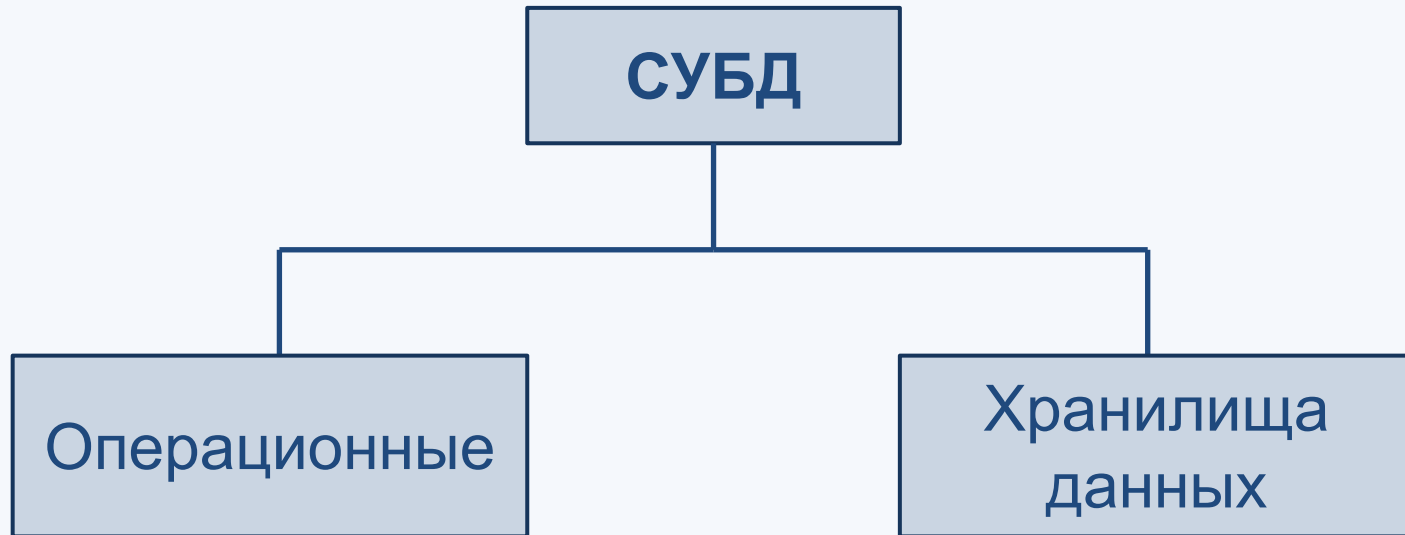 СУБД
Операционные
Хранилища
данных